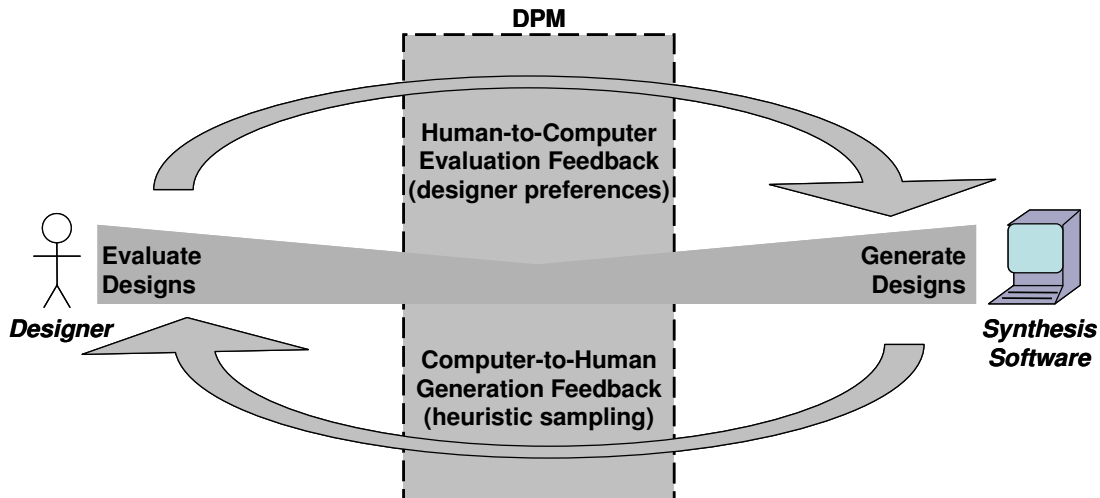 DPM
Human-to-Computer
Evaluation Feedback
(designer preferences)
Evaluate
Designs
Generate
Designs
Designer
Synthesis
Software
Computer-to-Human
Generation Feedback
(heuristic sampling)